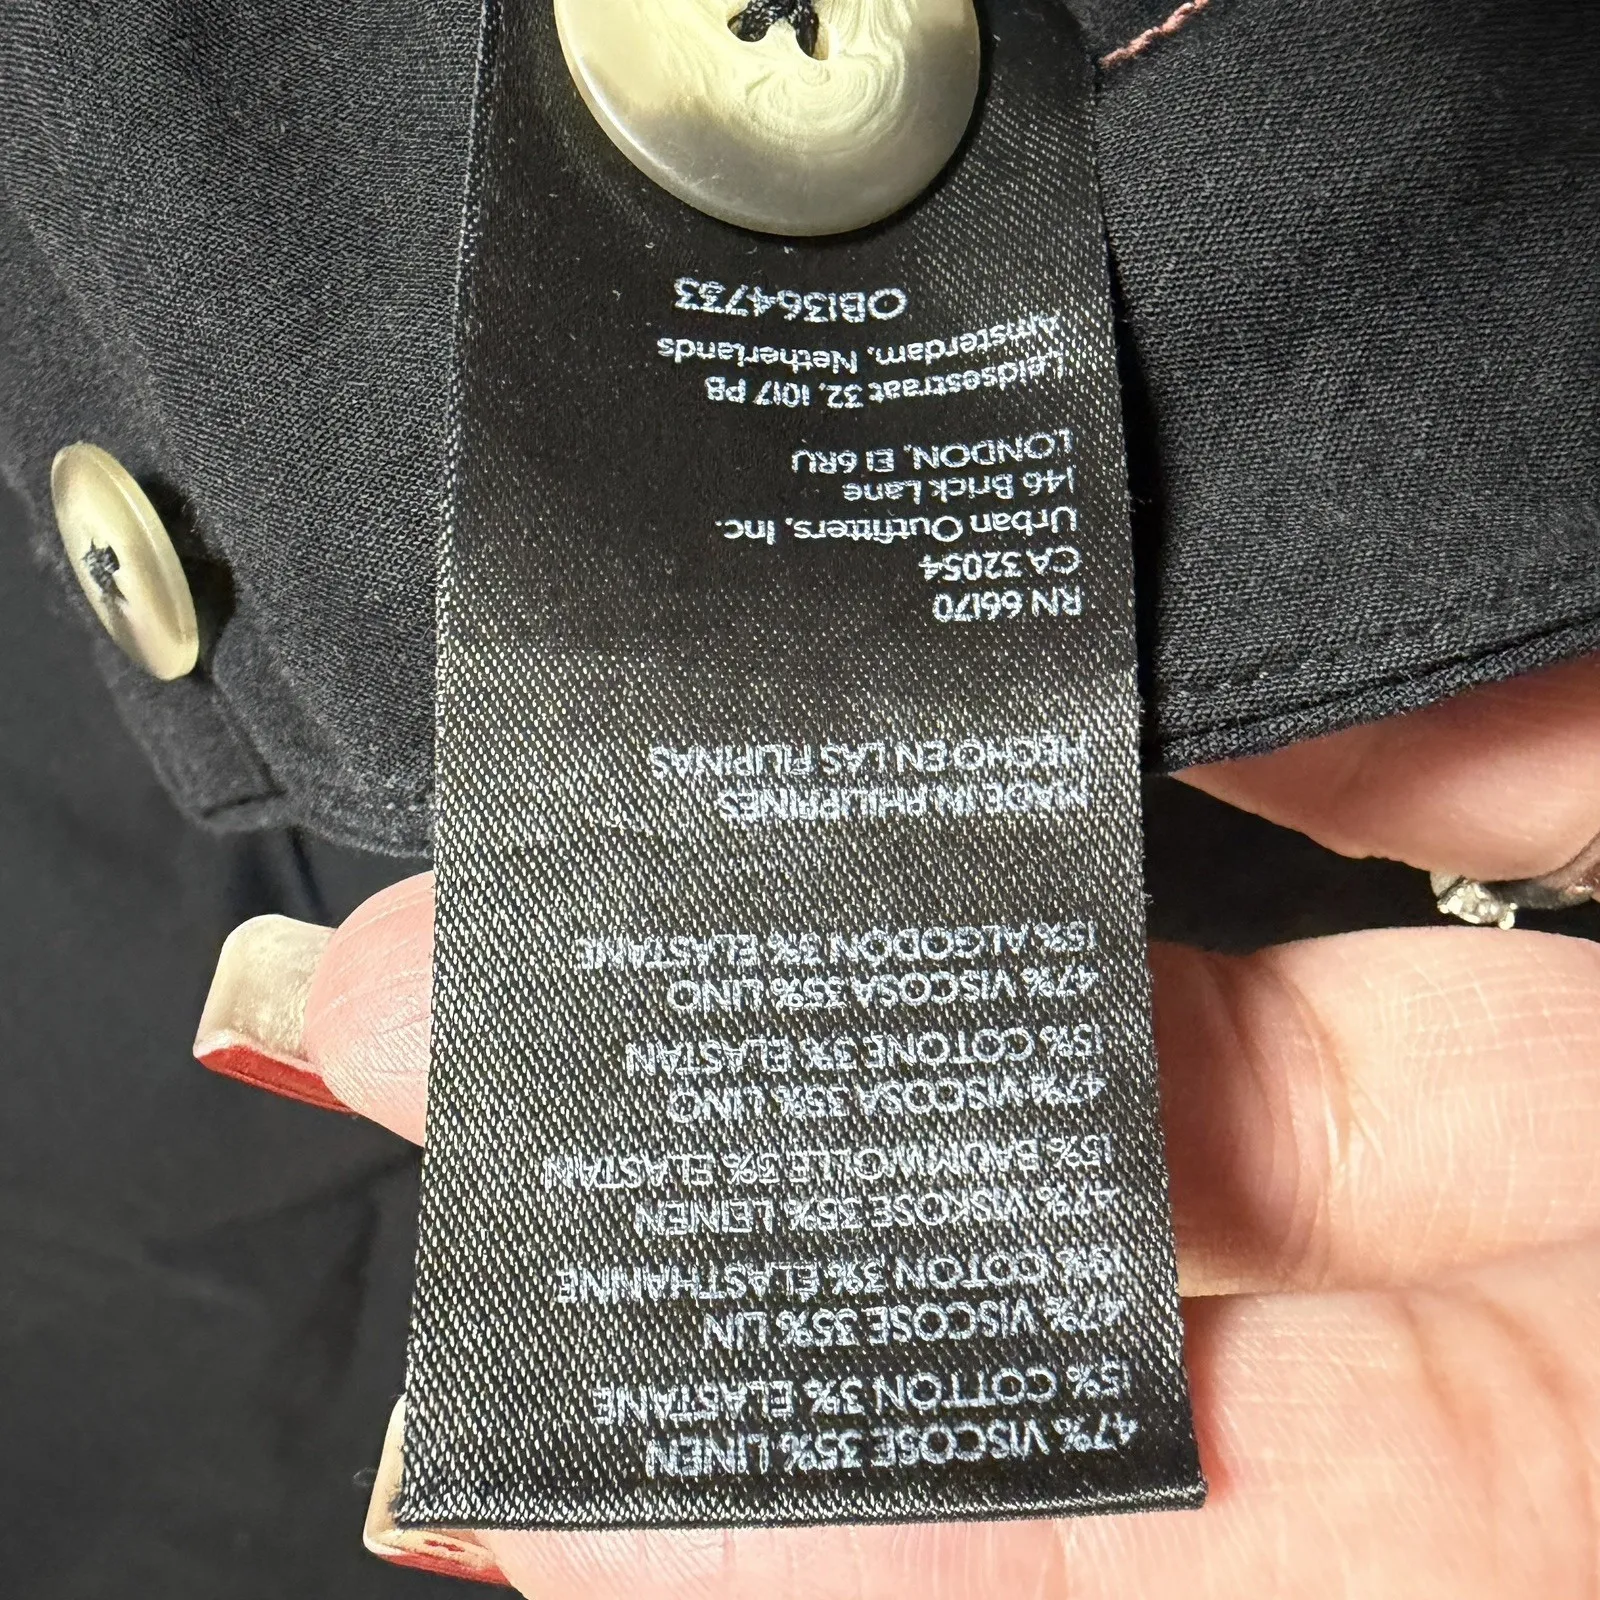 47% VISCOSE 35% LINEN
15% COTTON 3% ELASTANE
47% VISCOSE 35% LIN
15% COTON 3% ÉLASTHANNE
47% VISKOSE 35% LEINEN
15% BAUMWOLLE 3% ELASTAN
47% VISCOSA 35% LINO
15% COTONE 3% ELASTAN
47% VISCOSA 35% LINO
15% ALGODÓN 3% ELASTANE
MADE IN PHILIPPINES
HECHO EN LAS FILIPINAS
RN 66170
CA 32054
Urban Outfitters, Inc.
146 Brick Lane
LONDON, E1 6RU
Leidsestraat 32, 1017 PB
Amsterdam, Netherlands
OB1364733